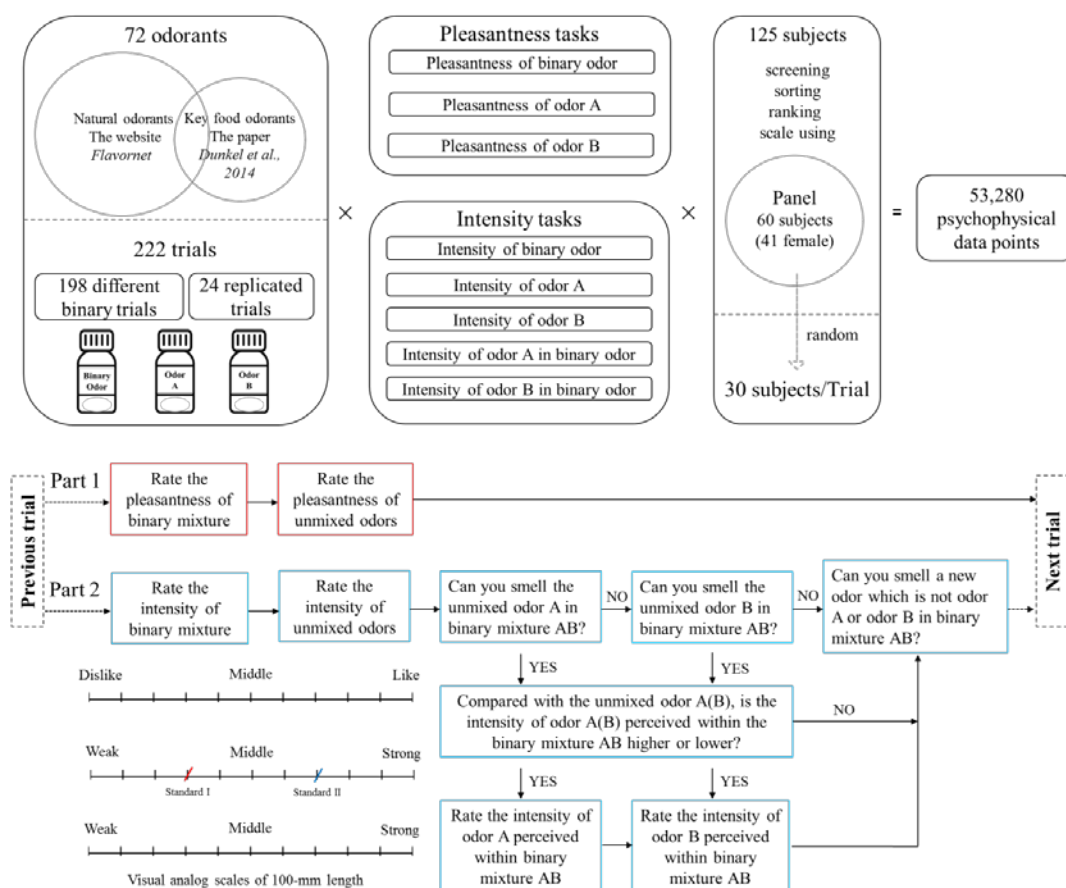 72 odorants
Natural odorants
The website
Flavornet
Key food odorants
The paper
Dunkel et al.,
2014
222 trials
198 different
binary trials
24 replicated
trials
Binary
Odor
Odor
A
Odor
B
×
Pleasantness tasks
Pleasantness of binary odor
Pleasantness of odor A
Pleasantness of odor B
Intensity tasks
Intensity of binary odor
Intensity of odor A
Intensity of odor B
Intensity of odor A in binary odor
Intensity of odor B in binary odor
×
125 subjects
screening
sorting
ranking
scale using
Panel
60 subjects
(41 female)
random
30 subjects/Trial
=
53,280
psychophysical
data points
Previous trial
Part 1
Rate the
pleasantness of
binary mixture
Rate the
pleasantness of
unmixed odors
Next trial
Part 2
Rate the
intensity of
binary mixture
Rate the
intensity of
unmixed odors
Can you smell the
unmixed odor A in
binary mixture AB?
NO
Can you smell the
unmixed odor B in
binary mixture AB?
NO
Can you smell a new
odor which is not odor
A or odor B in binary
mixture AB?
YES
YES
Compared with the unmixed odor A(B), is the
intensity of odor A(B) perceived within the
binary mixture AB higher or lower?
NO
YES
YES
Rate the intensity of
odor A perceived
within binary
mixture AB
Rate the intensity of
odor B perceived
within binary
mixture AB
Dislike Middle Like
Weak Middle Strong
Standard I Standard II
Weak Middle Strong
Visual analog scales of 100-mm length